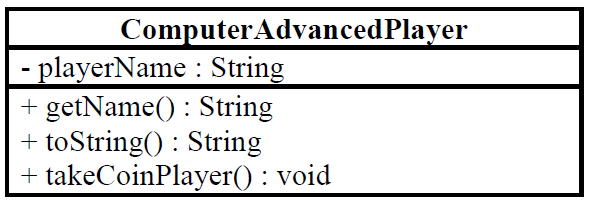 ComputerAdvancedPlayer
- playerName : String
+ getName() : String
+ toString() : String
+ takeCoinPlayer() : void